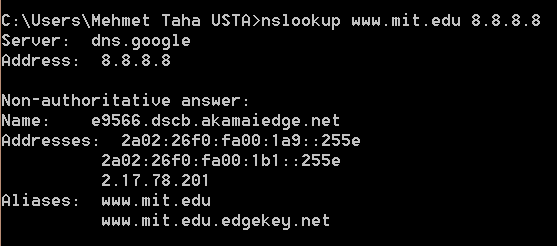 C:\Users\Mehmet Taha USTA>nslookup www.mit.edu 8.8.8.8
Server:  dns.google
Address:  8.8.8.8
Non-authoritative answer:
Name:    e9566.dscb.akamaiedge.net
Addresses:  2a02:26f0:fa00:1a9::255e
2a02:26f0:fa00:1b1::255e
2.17.78.201
Aliases:  www.mit.edu
www.mit.edu.edgekey.net